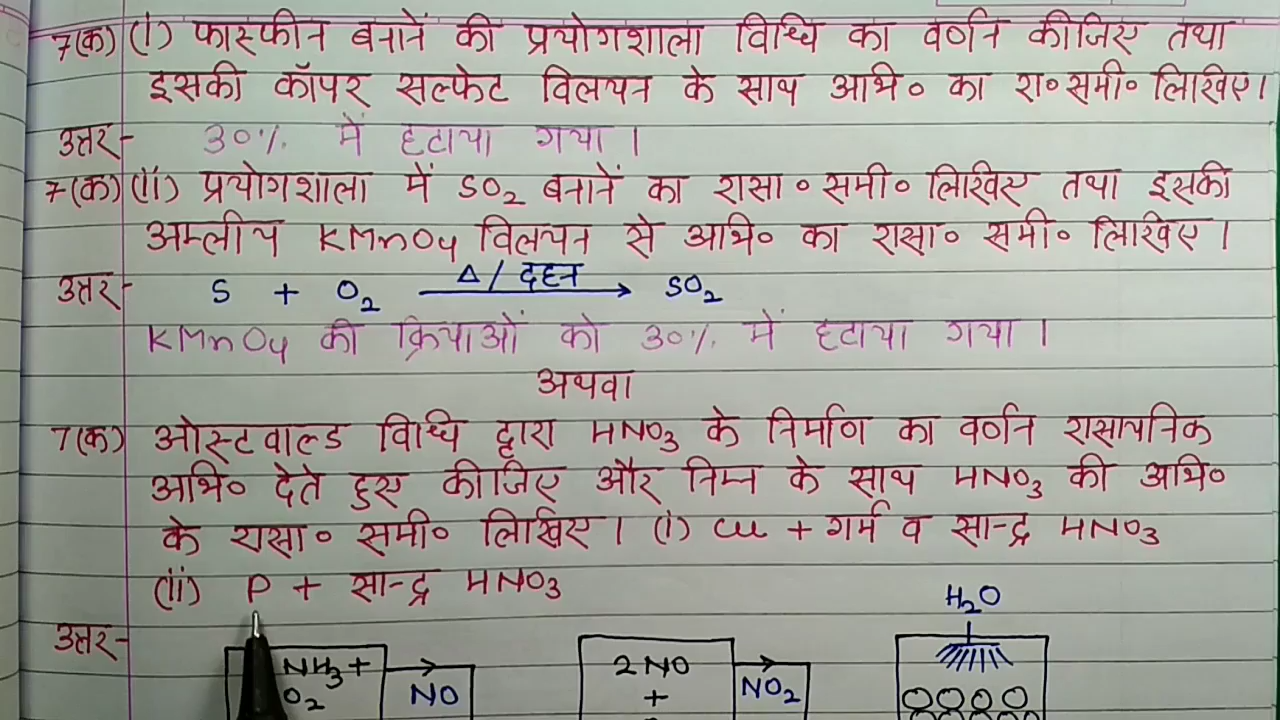 7(क) (i) फास्फीन बनानें की प्रयोगशाला विधि का वर्णन कीजिए तथा
इसकी कॉपर सल्फेट विलयन के साथ अभि० का रा०समी० लिखिए।
उत्तर- 30% में हटाया गया।
7(क) (ii) प्रयोगशाला में SO₂ बनानें का रासा०समी० लिखिए तथा इसकी
अम्लीय KMnO₄ विलयन से अभि० का रासा० समी० लिखिए।
उत्तर- S + O₂ Δ/दहन → SO₂
KMnO₄ की क्रियाओं को 30% में हटाया गया।
अथवा
7(क) ओस्टवाल्ड विधि द्वारा HNO₃ के निर्माण का वर्णन रासायनिक
अभि० देते हुए कीजिए और निम्न के साथ HNO₃ की अभि०
के रासा० समी० लिखिए। (i) Cu + गर्म व सान्द्र HNO₃
(ii) P + सान्द्र HNO₃
H₂O
उत्तर-
NH₃ + → 2NO →
O₂ NO + NO₂